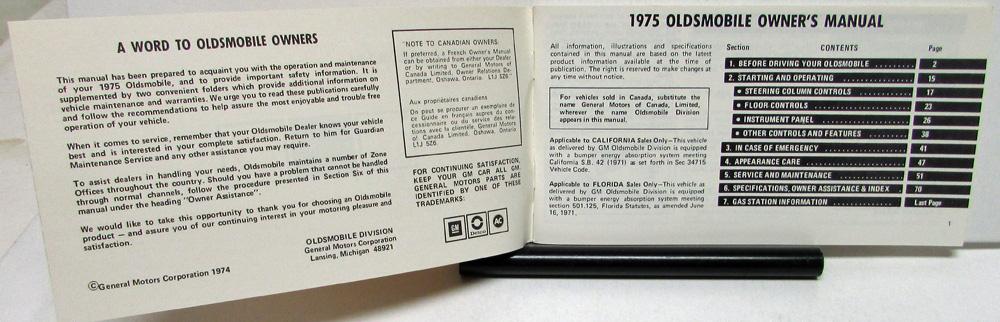 A WORD TO OLDSMOBILE OWNERS
This manual has been prepared to acquaint you with the operation and maintenance
of your 1975 Oldsmobile, and to provide important safety information. It is
supplemented by two convenient folders which provide additional information on
vehicle maintenance and warranties. We urge you to read these publications carefully
and follow the recommendations to help assure the most enjoyable and trouble free
operation of your vehicle.
When it comes to service, remember that your Oldsmobile Dealer knows your vehicle
best and is interested in your complete satisfaction. Return to him for Guardian
Maintenance Service and any other assistance you may require.
To assist dealers in handling your needs, Oldsmobile maintains a number of Zone
Offices throughout the country. Should you have a problem that cannot be handled
through normal channels, follow the procedure presented in Section Six of this
manual under the heading "Owner Assistance".
We would like to take this opportunity to thank you for choosing an Oldsmobile
product — and assure you of our continuing interest in your motoring pleasure and
satisfaction.
OLDSMOBILE DIVISION
General Motors Corporation
Lansing, Michigan 48921
©General Motors Corporation 1974
"NOTE TO CANADIAN OWNERS:
If preferred, a French Owner's Manual
can be obtained from either your Dealer
or by writing to General Motors of
Canada Limited, Owner Relations De-
partment, Oshawa, Ontario. L1J 5Z6."
Aux propriétaires canadiens
On peut se procurer un exemplaire de
ce Guide en français auprès du con-
cessionnaire ou du service des rela-
tions avec la clientele, General Motors
of Canada Limited, Oshawa, Ontario
L1J 5Z6.
FOR CONTINUING SATISFACTION,
KEEP YOUR GM CAR ALL GM.
GENERAL MOTORS PARTS ARE
IDENTIFIED BY ONE OF THESE
TRADEMARKS:
GM Delco AC
1975 OLDSMOBILE OWNER'S MANUAL
All information, illustrations and specifications
contained in this manual are based on the latest
product information available at the time of
publication. The right is reserved to make changes at
any time without notice.
For vehicles sold in Canada, substitute the
name General Motors of Canada, Limited,
wherever the name Oldsmobile Division
appears in this manual.
Applicable to CALIFORNIA Sales Only—This vehicle
as delivered by GM Oldsmobile Division is equipped
with a bumper energy absorption system meeting
California S.B. 42 (1971) as set forth in Sec 34715
Vehicle Code.
Applicable to FLORIDA Sales Only—This vehicle as
delivered by GM Oldsmobile Division is equipped
with a bumper energy absorption system meeting
section 501.125, Florida Statutes, as amended June
16, 1971.
Section CONTENTS Page
1. BEFORE DRIVING YOUR OLDSMOBILE .......... 2
2. STARTING AND OPERATING .......... 15
• STEERING COLUMN CONTROLS .......... 17
• FLOOR CONTROLS .......... 23
• INSTRUMENT PANEL .......... 26
• OTHER CONTROLS AND FEATURES .......... 38
3. IN CASE OF EMERGENCY .......... 41
4. APPEARANCE CARE .......... 47
5. SERVICE AND MAINTENANCE .......... 51
6. SPECIFICATIONS, OWNER ASSISTANCE & INDEX . 70
7. GAS STATION INFORMATION .......... Last Page
1